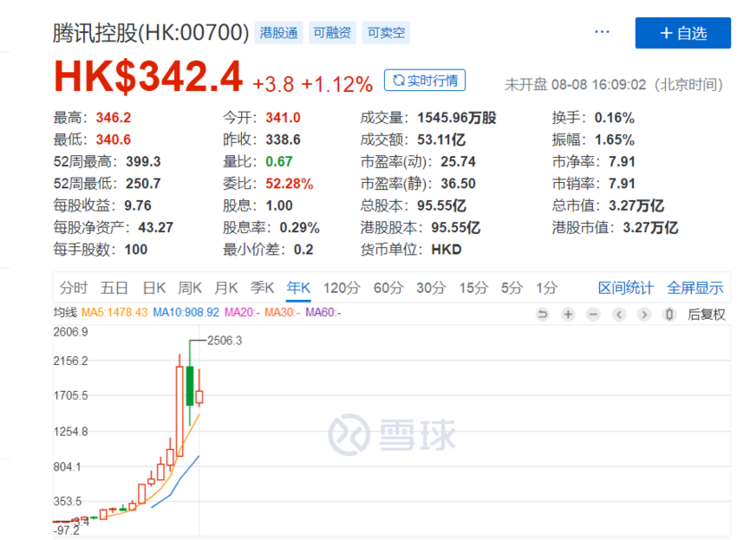 腾讯控股(HK:00700) 港股通 可融资 可卖空 ... +自选
HK$342.4 +3.8 +1.12% 实时行情 未开盘 08-08 16:09:02（北京时间）
最高：346.2 今开：341.0 成交量：1545.96万股 换手：0.16%
最低：340.6 昨收：338.6 成交额：53.11亿 振幅：1.65%
52周最高：399.3 量比：0.67 市盈率(动)：25.74 市净率：7.91
52周最低：250.7 委比：52.28% 市盈率(静)：36.50 市销率：7.91
每股收益：9.76 股息：1.00 总股本：95.55亿 总市值：3.27万亿
每股净资产：43.27 股息率：0.29% 港股股本：95.55亿 港股市值：3.27万亿
每手股数：100 最小价差：0.2 货币单位：HKD
分时 五日 日K 周K 月K 季K 年K 120分 60分 30分 15分 5分 1分 区间统计 全屏显示
均线 MA5:1478.43 MA10:908.92 MA20:- MA30:- MA60:- 后复权
2606.9
2506.3
2156.2
1705.5
1254.8
雪球
804.1
353.5
-97.2